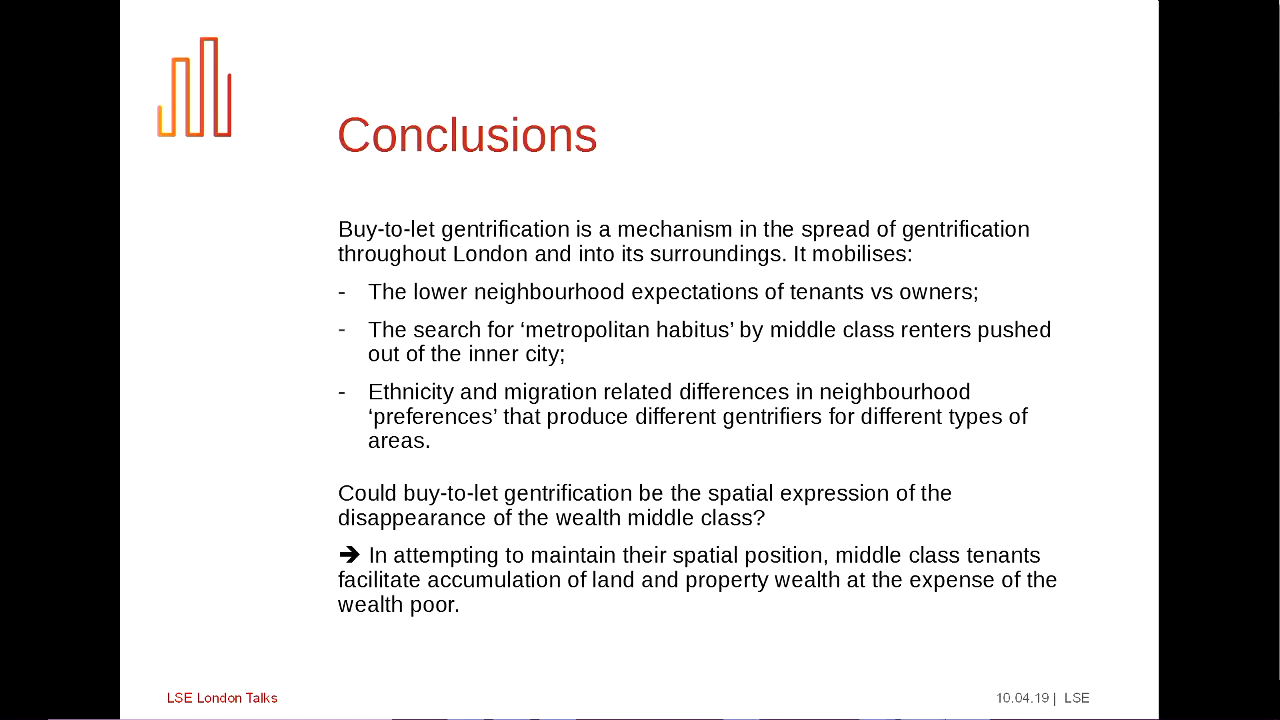 Conclusions
Buy-to-let gentrification is a mechanism in the spread of gentrification
throughout London and into its surroundings. It mobilises:
- The lower neighbourhood expectations of tenants vs owners;
- The search for ‘metropolitan habitus’ by middle class renters pushed
out of the inner city;
- Ethnicity and migration related differences in neighbourhood
‘preferences’ that produce different gentrifiers for different types of
areas.
Could buy-to-let gentrification be the spatial expression of the
disappearance of the wealth middle class?
➔ In attempting to maintain their spatial position, middle class tenants
facilitate accumulation of land and property wealth at the expense of the
wealth poor.
LSE London Talks
10.04.19 | LSE